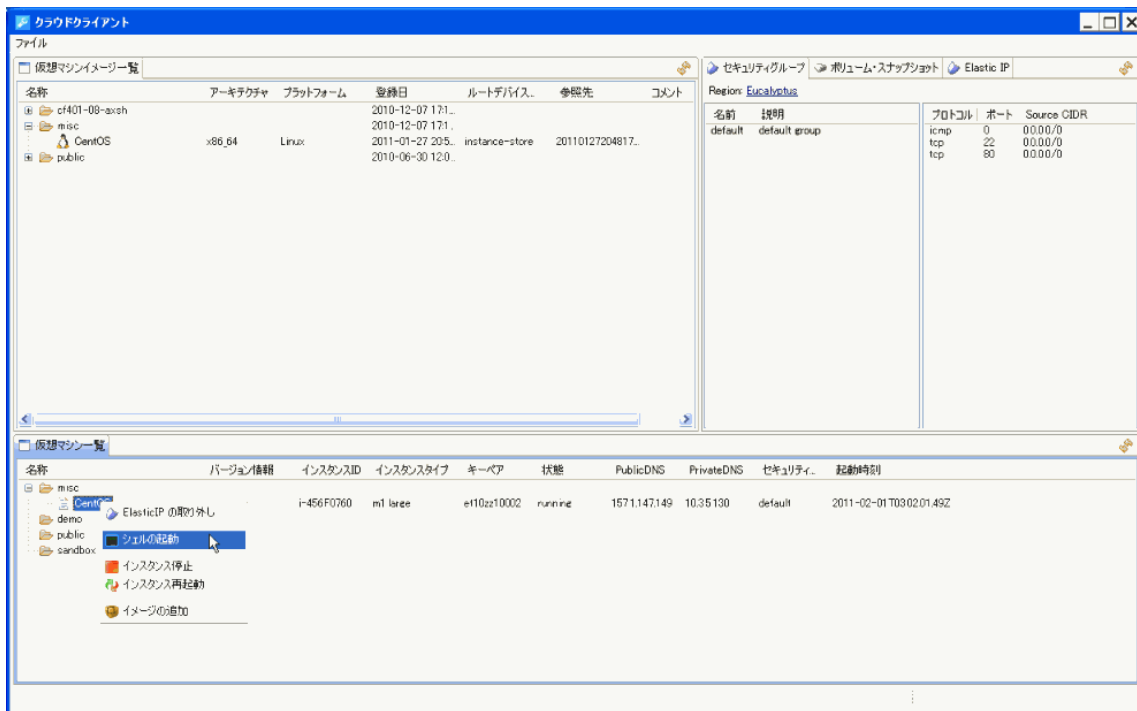 クラウドクライアント
ファイル
仮想マシンイメージ一覧
名称 アーキテクチャ プラットフォーム 登録日 ルートデバイス... 参照先 コメント
cf401-08-axsh 2010-12-07 17:1...
misc 2010-12-07 17:1...
CentOS x86_64 Linux 2011-01-27 20:5... instance-store 20110127204817...
public 2010-06-30 12:0...
セキュリティグループ ボリューム・スナップショット Elastic IP
Region: Eucalyptus
名前 説明
default default group
プロトコル ポート Source CIDR
icmp 0 0.0.0.0/0
tcp 22 0.0.0.0/0
tcp 80 0.0.0.0/0
仮想マシン一覧
名称 バージョン情報 インスタンスID インスタンスタイプ キーペア 状態 PublicDNS PrivateDNS セキュリティ... 起動時刻
misc
CentOS i-456F0760 m1.large et10zz10002 running 157.1.147.149 10.3.5.130 default 2011-02-01T03:02:01.49Z
demo
public
sandbox
ElasticIP の取り外し
シェルの起動
インスタンス停止
インスタンス再起動
イメージの追加